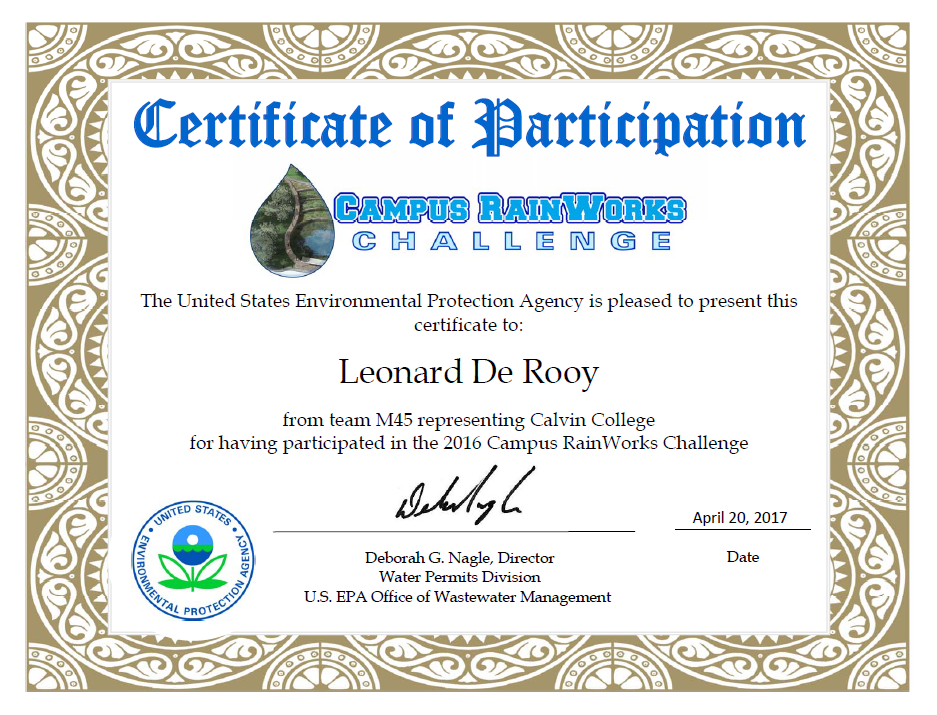 Certificate of Participation
CAMPUS RAINWORKS
CHALLENGE
The United States Environmental Protection Agency is pleased to present this
certificate to:
Leonard De Rooy
from team M45 representing Calvin College
for having participated in the 2016 Campus RainWorks Challenge
April 20, 2017
Deborah G. Nagle, Director
Water Permits Division
U.S. EPA Office of Wastewater Management
Date
UNITED STATES
ENVIRONMENTAL PROTECTION AGENCY